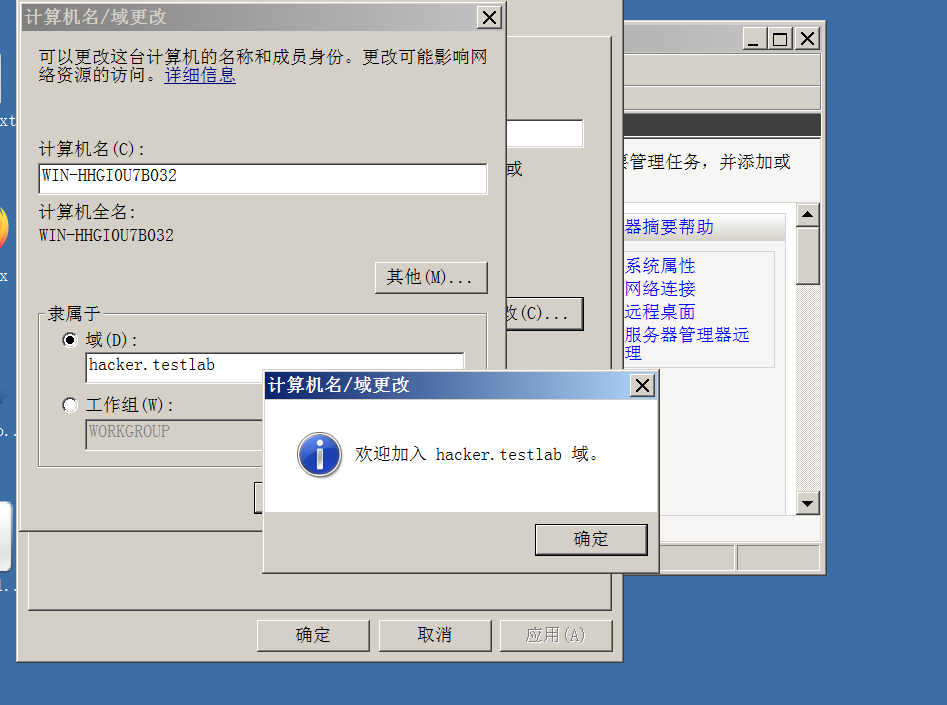 计算机名/域更改
可以更改这台计算机的名称和成员身份。更改可能影响网
络资源的访问。详细信息
计算机名(C):
WIN-HHGI0U7B032
计算机全名:
WIN-HHGI0U7B032
其他(M)...
隶属于
域(D):
hacker.testlab
工作组(W):
WORKGROUP
计算机名/域更改
欢迎加入 hacker.testlab 域。
确定
或
改(C)...
确定
取消
应用(A)
管理任务，并添加或
器摘要帮助
系统属性
网络连接
远程桌面
服务器管理器远
理
xt
x